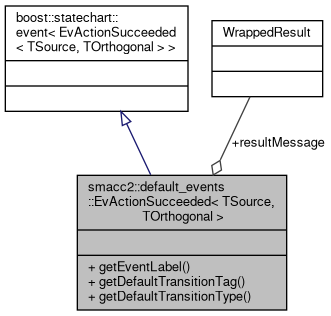 boost::statechart::
event< EvActionSucceeded
< TSource, TOrthogonal > >
WrappedResult
+resultMessage
smacc2::default_events
::EvActionSucceeded< TSource,
TOrthogonal >
+ getEventLabel()
+ getDefaultTransitionTag()
+ getDefaultTransitionType()